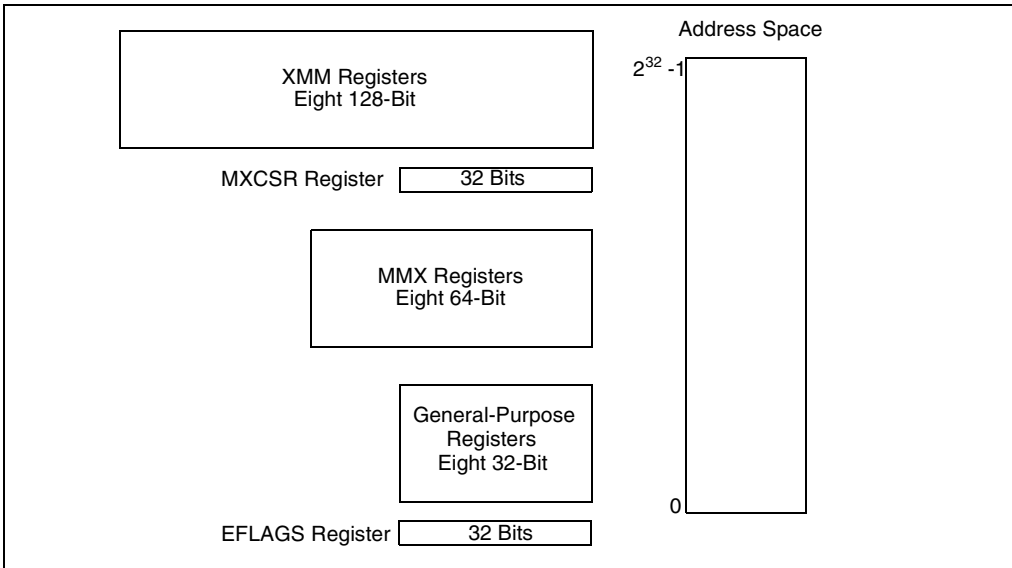 Address Space
2³² -1
XMM Registers
Eight 128-Bit
MXCSR Register 32 Bits
MMX Registers
Eight 64-Bit
General-Purpose
Registers
Eight 32-Bit
0
EFLAGS Register 32 Bits